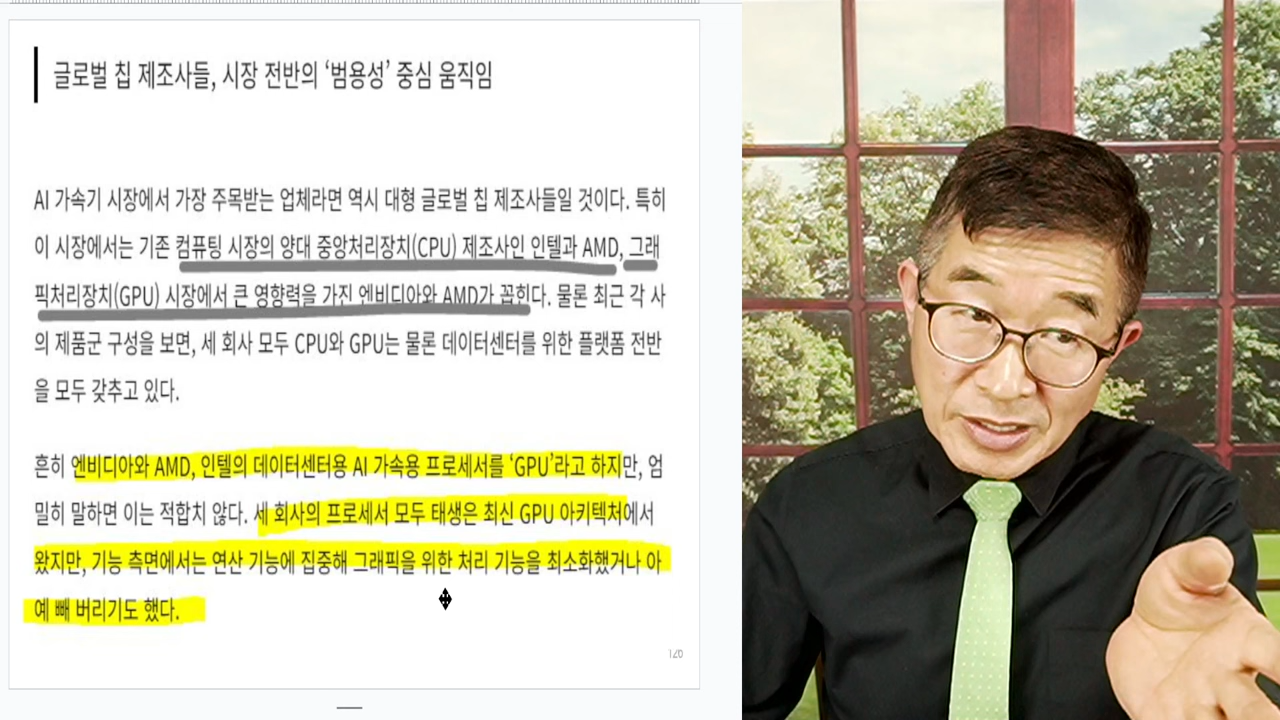 글로벌 칩 제조사들, 시장 전반의 ‘범용성’ 중심 움직임
AI 가속기 시장에서 가장 주목받는 업체라면 역시 대형 글로벌 칩 제조사들일 것이다. 특히
이 시장에서는 기존 컴퓨팅 시장의 양대 중앙처리장치(CPU) 제조사인 인텔과 AMD, 그래
픽처리장치(GPU) 시장에서 큰 영향력을 가진 엔비디아와 AMD가 꼽힌다. 물론 최근 각 사
의 제품군 구성을 보면, 세 회사 모두 CPU와 GPU는 물론 데이터센터를 위한 플랫폼 전반
을 모두 갖추고 있다.
흔히 엔비디아와 AMD, 인텔의 데이터센터용 AI 가속용 프로세서를 ‘GPU’라고 하지만, 엄
밀히 말하면 이는 적합치 않다. 세 회사의 프로세서 모두 태생은 최신 GPU 아키텍처에서
왔지만, 기능 측면에서는 연산 기능에 집중해 그래픽을 위한 처리 기능을 최소화했거나 아
예 빼 버리기도 했다.
126